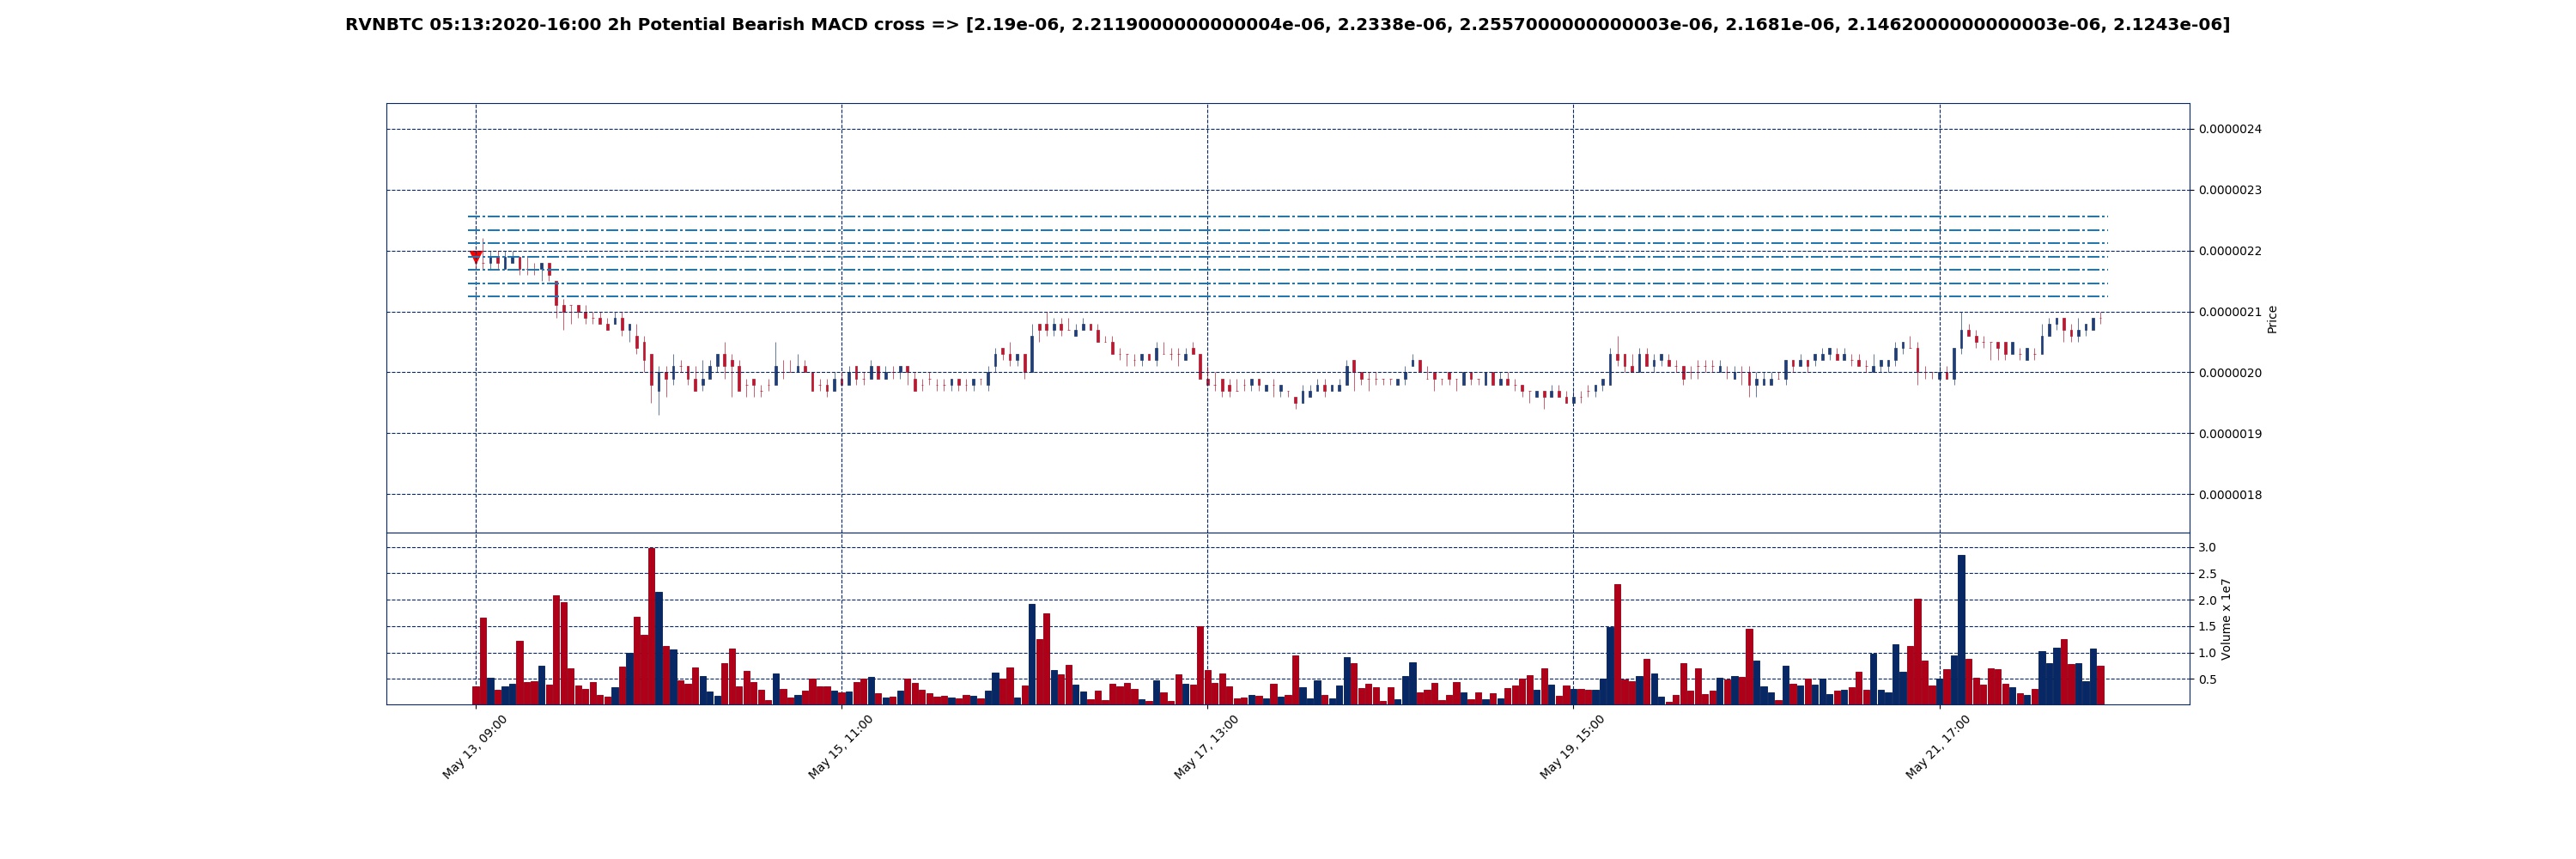 RVNBTC 05:13:2020-16:00 2h Potential Bearish MACD cross => [2.19e-06, 2.2119000000000004e-06, 2.2338e-06, 2.2557000000000003e-06, 2.1681e-06, 2.1462000000000003e-06, 2.1243e-06]
0.0000024
0.0000023
0.0000022
0.0000021
0.0000020
0.0000019
0.0000018
Price
3.0
2.5
2.0
1.5
1.0
0.5
Volume x 1e7
May 13, 09:00
May 15, 11:00
May 17, 13:00
May 19, 15:00
May 21, 17:00